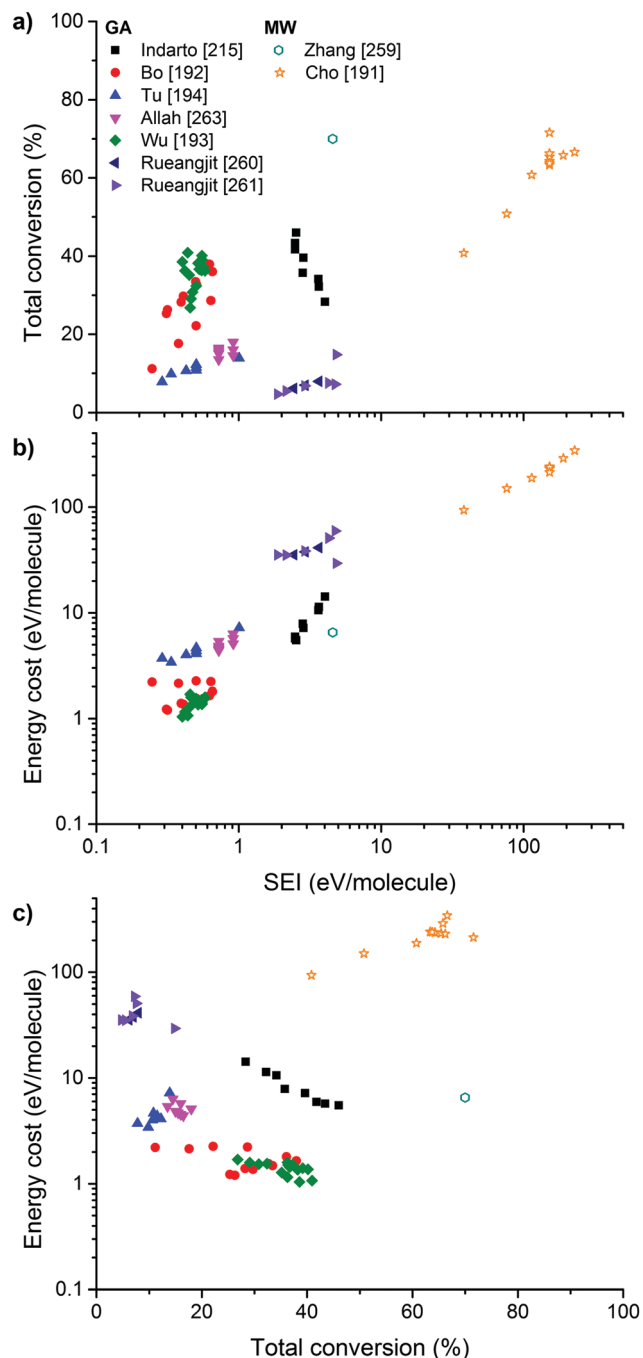 a)
GA MW
Indarto [215] Zhang [259]
Bo [192] Cho [191]
Tu [194]
Allah [263]
Wu [193]
Rueangjit [260]
Rueangjit [261]
100
80
60
40
20
0
Total conversion (%)
b)
100
10
1
0.1
Energy cost (eV/molecule)
0.1 1 10 100
SEI (eV/molecule)
c)
100
10
1
0.1
Energy cost (eV/molecule)
0 20 40 60 80 100
Total conversion (%)